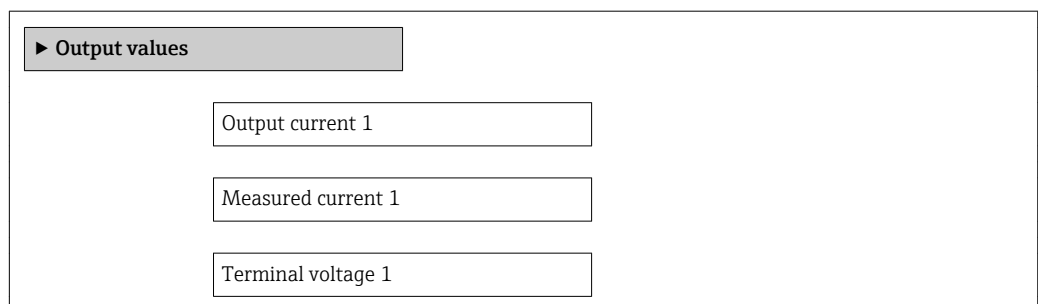 ▶ Output values
Output current 1
Measured current 1
Terminal voltage 1